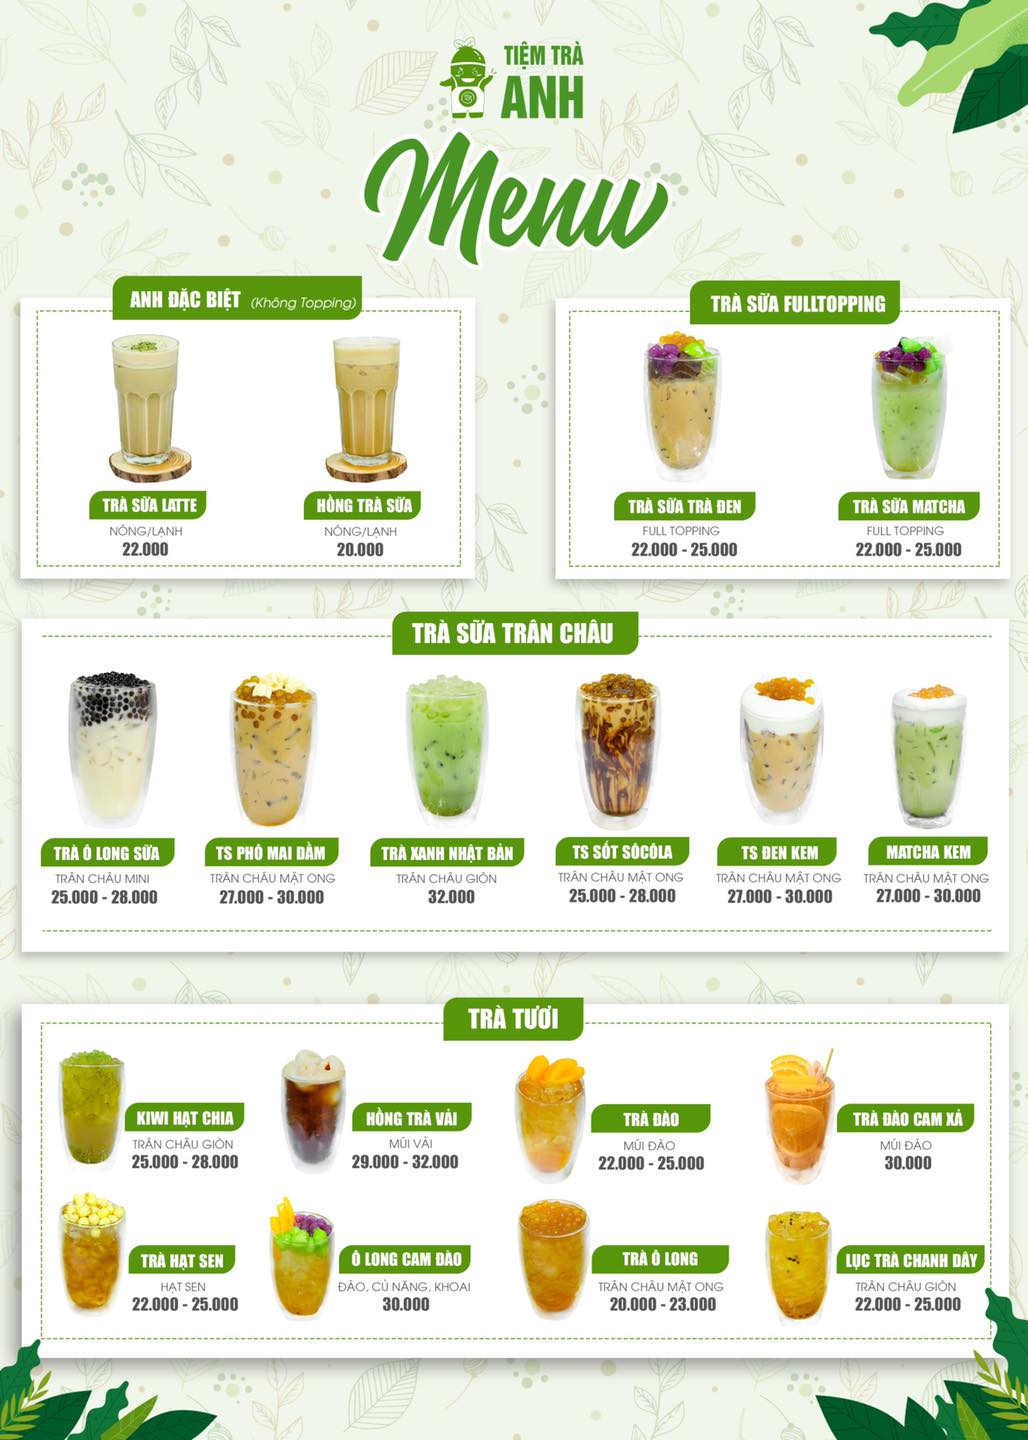 TIỆM TRÀ
ANH
Menu
ANH ĐẶC BIỆT (Không Topping)
TRÀ SỮA LATTE
NÓNG/LẠNH
22.000
HỒNG TRÀ SỮA
NÓNG/LẠNH
20.000
TRÀ SỮA FULLTOPPING
TRÀ SỮA TRÀ ĐEN
FULL TOPPING
22.000 - 25.000
TRÀ SỮA MATCHA
FULL TOPPING
22.000 - 25.000
TRÀ SỮA TRÂN CHÂU
TRÀ Ô LONG SỮA
TRÂN CHÂU MINI
25.000 - 28.000
TS PHÔ MAI DẦM
TRÂN CHÂU MẬT ONG
27.000 - 30.000
TRÀ XANH NHẬT BẢN
TRÂN CHÂU GIÒN
32.000
TS SỐT SÔCÔLA
TRÂN CHÂU MẬT ONG
25.000 - 28.000
TS ĐEN KEM
TRÂN CHÂU MẬT ONG
27.000 - 30.000
MATCHA KEM
TRÂN CHÂU MẬT ONG
27.000 - 30.000
TRÀ TƯƠI
KIWI HẠT CHIA
TRÂN CHÂU GIÒN
25.000 - 28.000
HỒNG TRÀ VẢI
MÚI VẢI
29.000 - 32.000
TRÀ ĐÀO
MÚI ĐÀO
22.000 - 25.000
TRÀ ĐÀO CAM XẢ
MÚI ĐÀO
30.000
TRÀ HẠT SEN
HẠT SEN
22.000 - 25.000
Ô LONG CAM ĐÀO
ĐÀO, CỦ NĂNG, KHOAI
30.000
TRÀ Ô LONG
TRÂN CHÂU MẬT ONG
20.000 - 23.000
LỤC TRÀ CHANH DÂY
TRÂN CHÂU GIÒN
22.000 - 25.000